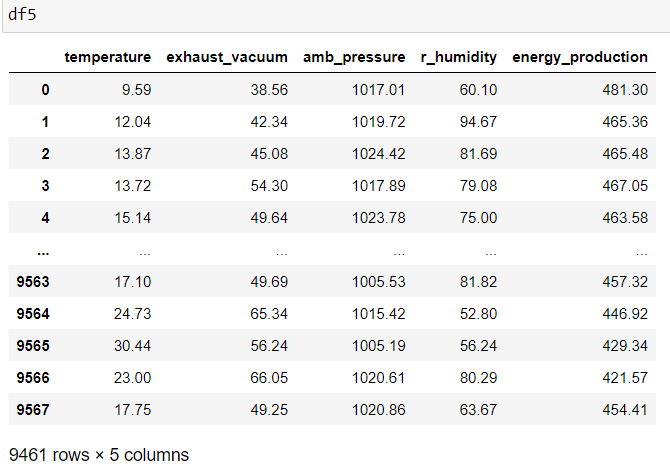 df5
temperature exhaust_vacuum amb_pressure r_humidity energy_production
0 9.59 38.56 1017.01 60.10 481.30
1 12.04 42.34 1019.72 94.67 465.36
2 13.87 45.08 1024.42 81.69 465.48
3 13.72 54.30 1017.89 79.08 467.05
4 15.14 49.64 1023.78 75.00 463.58
... ... ... ... ... ...
9563 17.10 49.69 1005.53 81.82 457.32
9564 24.73 65.34 1015.42 52.80 446.92
9565 30.44 56.24 1005.19 56.24 429.34
9566 23.00 66.05 1020.61 80.29 421.57
9567 17.75 49.25 1020.86 63.67 454.41
9461 rows × 5 columns